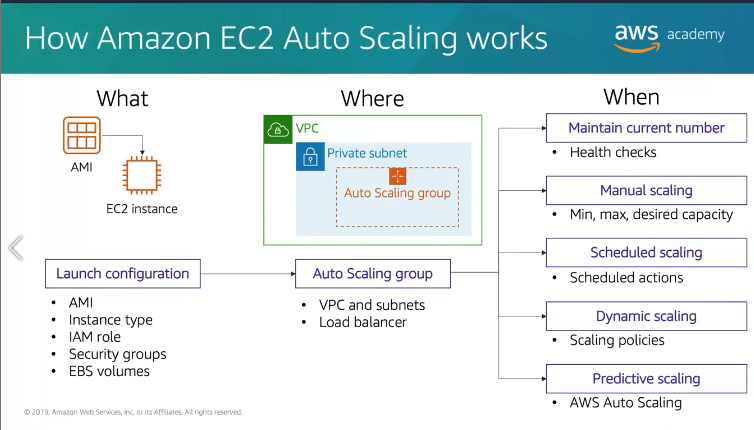 How Amazon EC2 Auto Scaling works
aws academy
What
AMI
EC2 instance
Launch configuration
• AMI
• Instance type
• IAM role
• Security groups
• EBS volumes
Where
VPC
Private subnet
Auto Scaling group
Auto Scaling group
• VPC and subnets
• Load balancer
When
Maintain current number
• Health checks
Manual scaling
• Min, max, desired capacity
Scheduled scaling
• Scheduled actions
Dynamic scaling
• Scaling policies
Predictive scaling
• AWS Auto Scaling
© 2019, Amazon Web Services, Inc. or its Affiliates. All rights reserved.